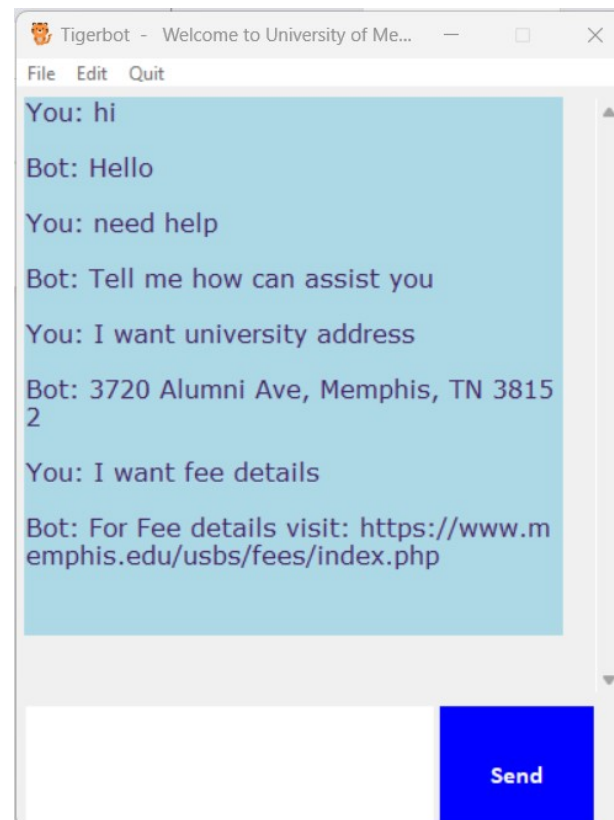 Tigerbot - Welcome to University of Me...
File Edit Quit
You: hi
Bot: Hello
You: need help
Bot: Tell me how can assist you
You: I want university address
Bot: 3720 Alumni Ave, Memphis, TN 3815
2
You: I want fee details
Bot: For Fee details visit: https://www.m
emphis.edu/usbs/fees/index.php
Send